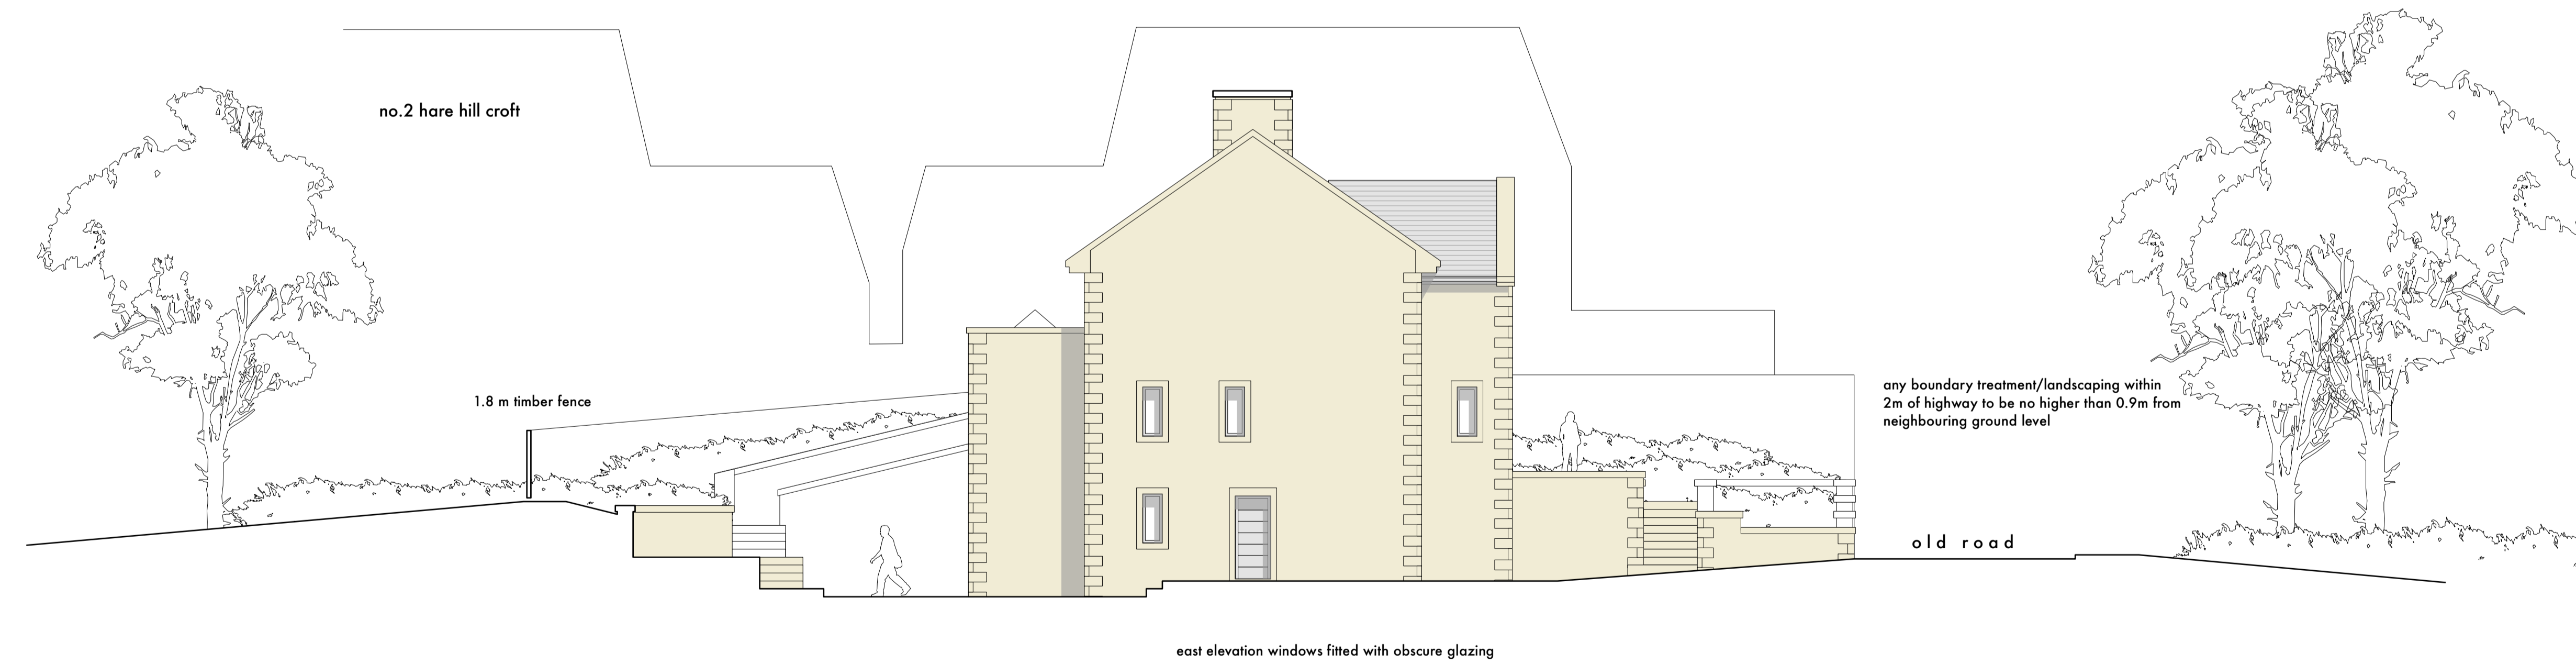 no.2 hare hill croft
1.8 m timber fence
any boundary treatment/landscaping within
2m of highway to be no higher than 0.9m from
neighbouring ground level
old road
east elevation windows fitted with obscure glazing